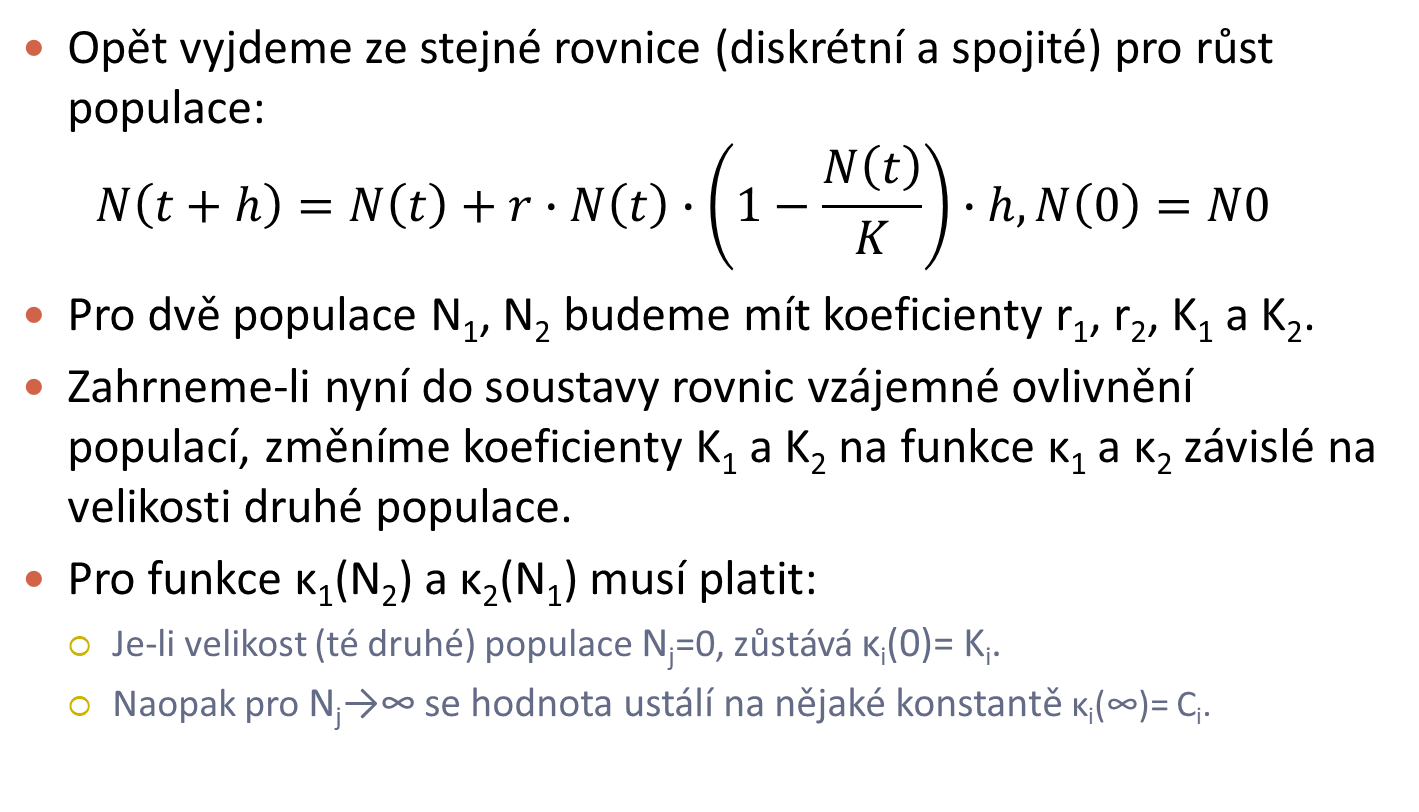 • Opět vyjdeme ze stejné rovnice (diskrétní a spojité) pro růst
populace:
N(t + h) = N(t) + r · N(t) · (1 − N(t)/K) · h, N(0) = N0
• Pro dvě populace N₁, N₂ budeme mít koeficienty r₁, r₂, K₁ a K₂.
• Zahrneme-li nyní do soustavy rovnic vzájemné ovlivnění
populací, změníme koeficienty K₁ a K₂ na funkce κ₁ a κ₂ závislé na
velikosti druhé populace.
• Pro funkce κ₁(N₂) a κ₂(N₁) musí platit:
○ Je-li velikost (té druhé) populace Nⱼ=0, zůstává κᵢ(0)= Kᵢ.
○ Naopak pro Nⱼ→∞ se hodnota ustálí na nějaké konstantě κᵢ(∞)= Cᵢ.